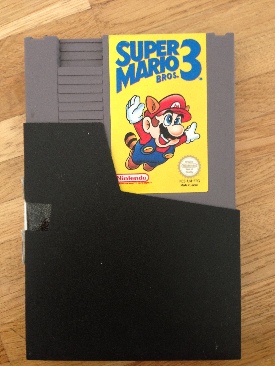 SUPER
MARIO
BROS. 3
Nintendo